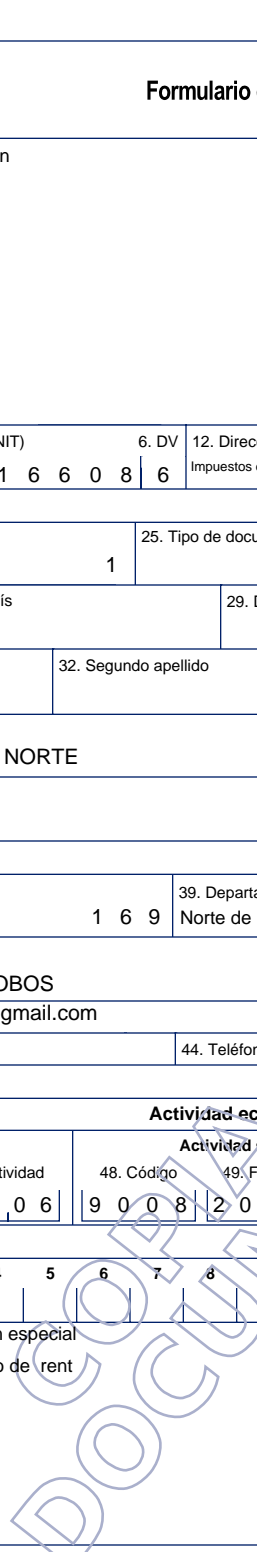 Formulario
n
NIT) 6. DV 12. Direc
1 6 6 0 8 6 Impuestos
25. Tipo de docu
1
ís 29.
32. Segundo apellido
NORTE
39. Departa
1 6 9 Norte de
OBOS
gmail.com
44. Teléfon
Actividad ec
Actividad
tividad 48. Código 49. F
0 6 9 0 0 8 2 0
5 6 7 8
n especial
o de rent
COPIA
DOCUM